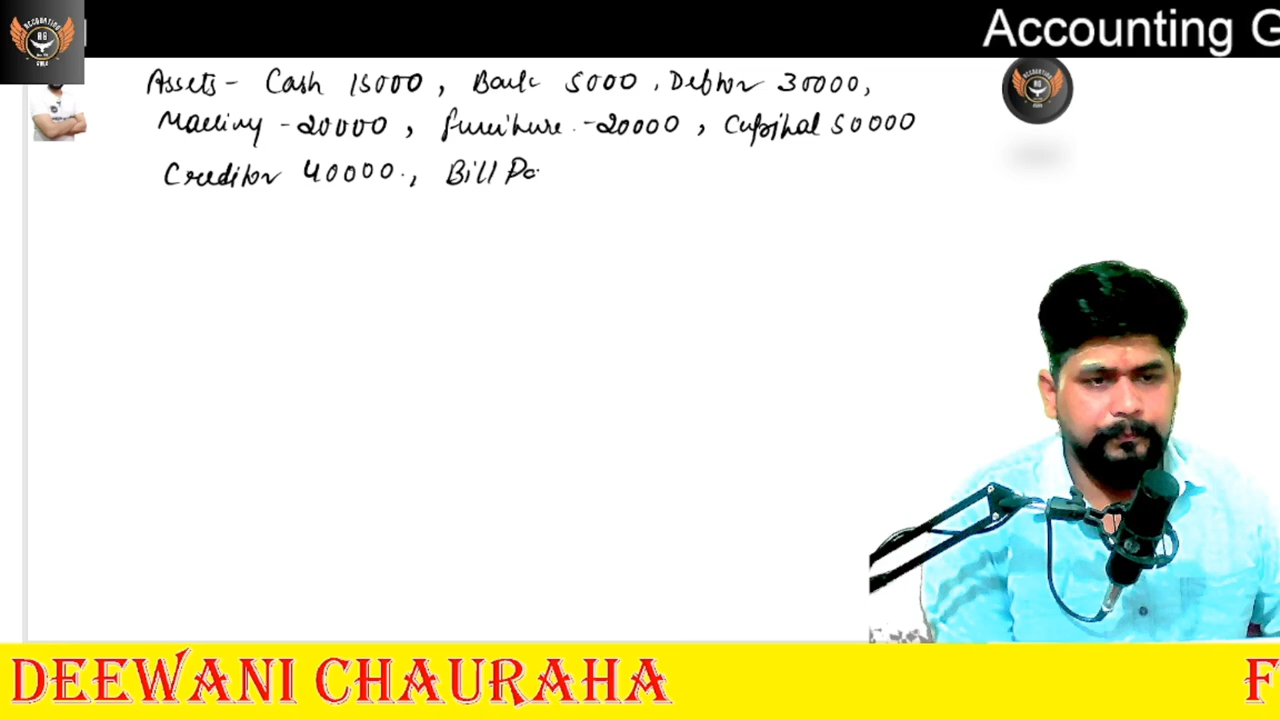 Accounting G
Assets - Cash 15000, Bank 5000, Debtor 30000,
Machinery - 20000, furniture - 20000, Capital 50000
Creditor 40000., Bill Pa
DEEWANI CHAURAHA F